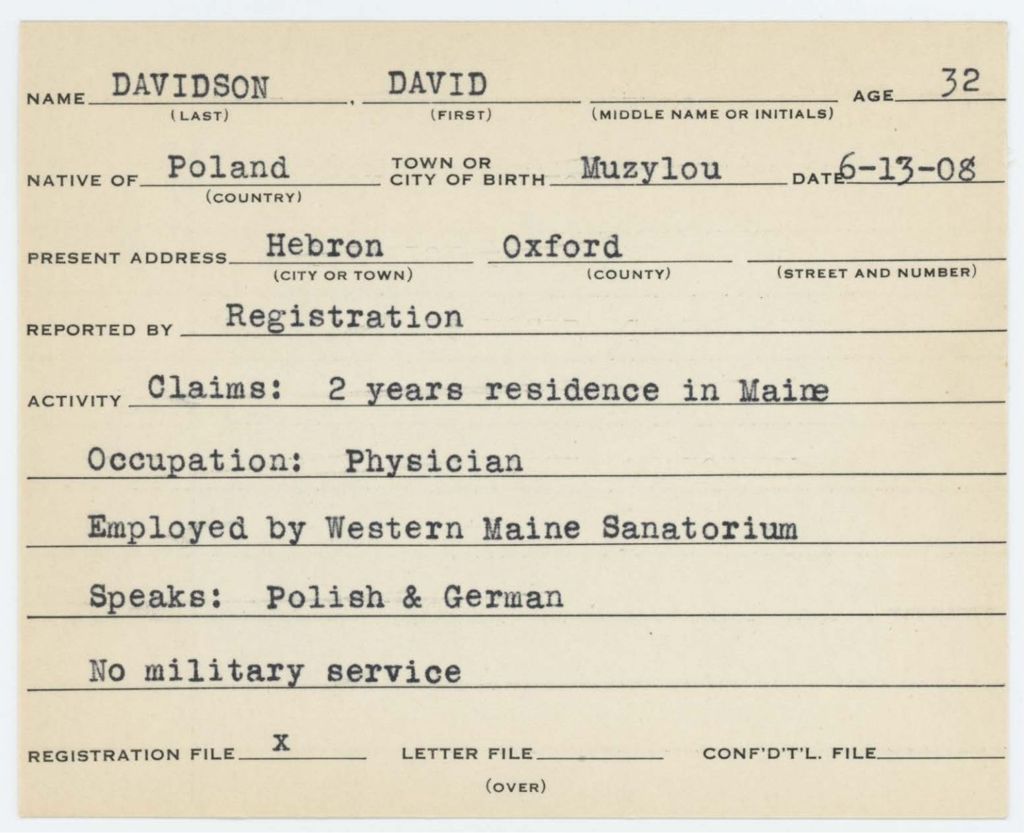 NAME DAVIDSON, DAVID AGE 32
(LAST) (FIRST) (MIDDLE NAME OR INITIALS)
NATIVE OF Poland TOWN OR CITY OF BIRTH Muzylou DATE 6-13-08
(COUNTRY)
PRESENT ADDRESS Hebron Oxford
(CITY OR TOWN) (COUNTY) (STREET AND NUMBER)
REPORTED BY Registration
ACTIVITY Claims: 2 years residence in Maine
Occupation: Physician
Employed by Western Maine Sanatorium
Speaks: Polish & German
No military service
REGISTRATION FILE X LETTER FILE CONF'D'T'L. FILE
(OVER)